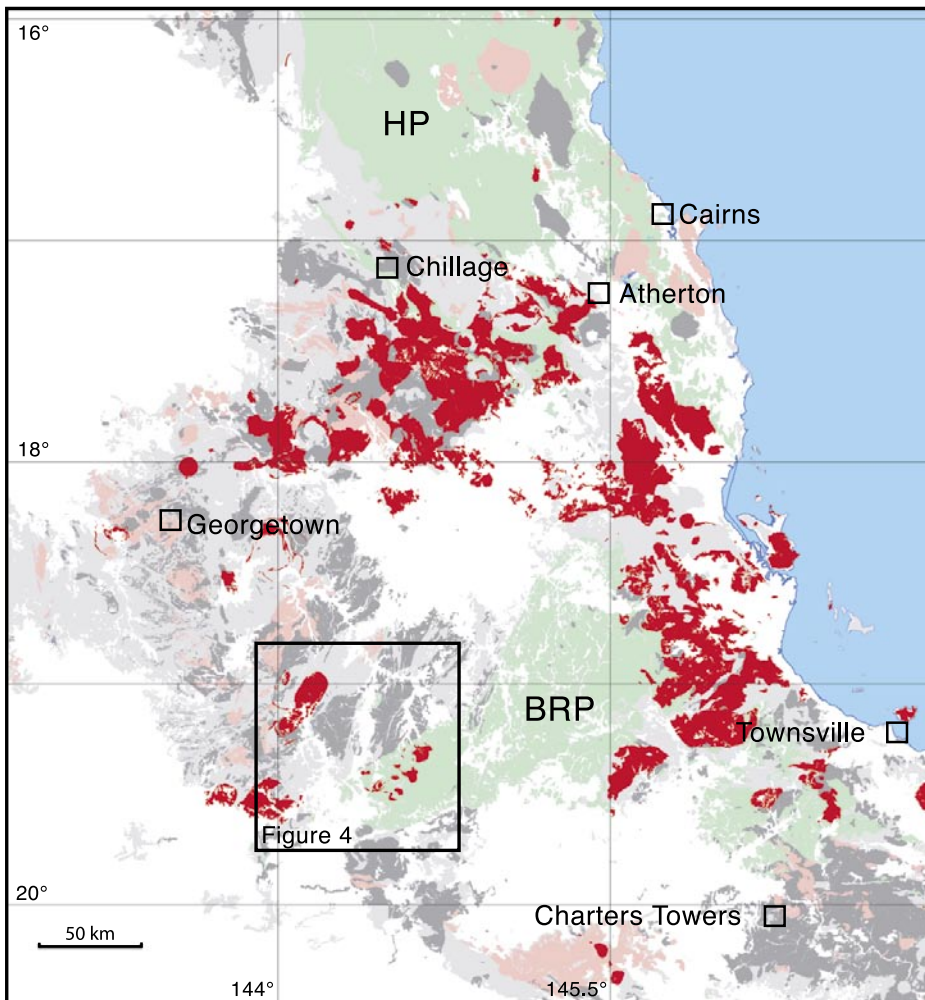 16°
HP
Cairns
Chillage
Atherton
18°
Georgetown
BRP
Townsville
Figure 4
20°
Charters Towers
50 km
144°
145.5°